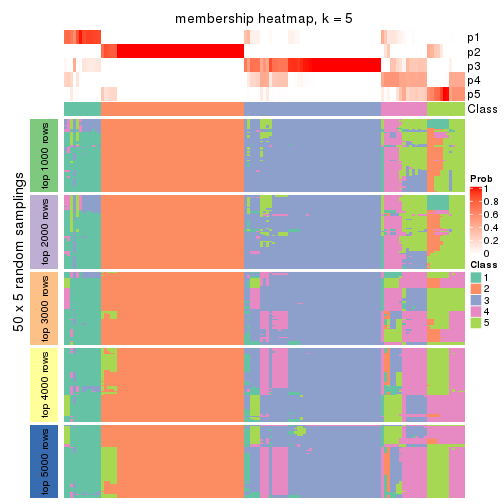 membership heatmap, k = 5
p1
p2
p3
p4
p5
Class
50 x 5 random samplings
top 1000 rows
top 2000 rows
top 3000 rows
top 4000 rows
top 5000 rows
Prob
1
0.8
0.6
0.4
0.2
0
Class
1
2
3
4
5